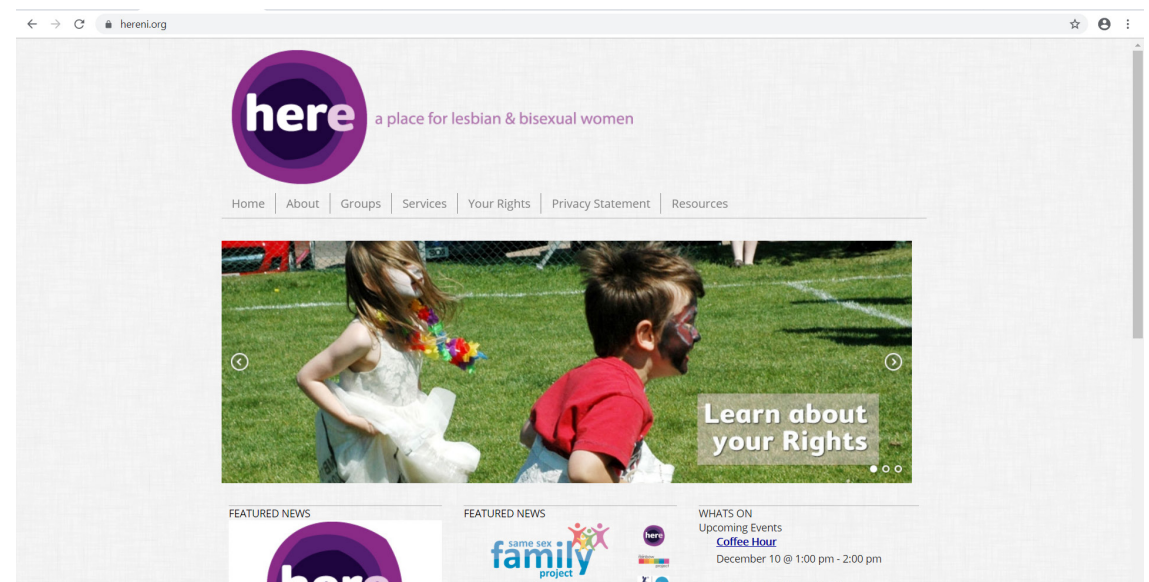 hereni.org
here
a place for lesbian & bisexual women
Home
About
Groups
Services
Your Rights
Privacy Statement
Resources
Learn about
your Rights
FEATURED NEWS
here
FEATURED NEWS
same sex
family
project
here
WHATS ON
Upcoming Events
Coffee Hour
December 10 @ 1:00 pm - 2:00 pm